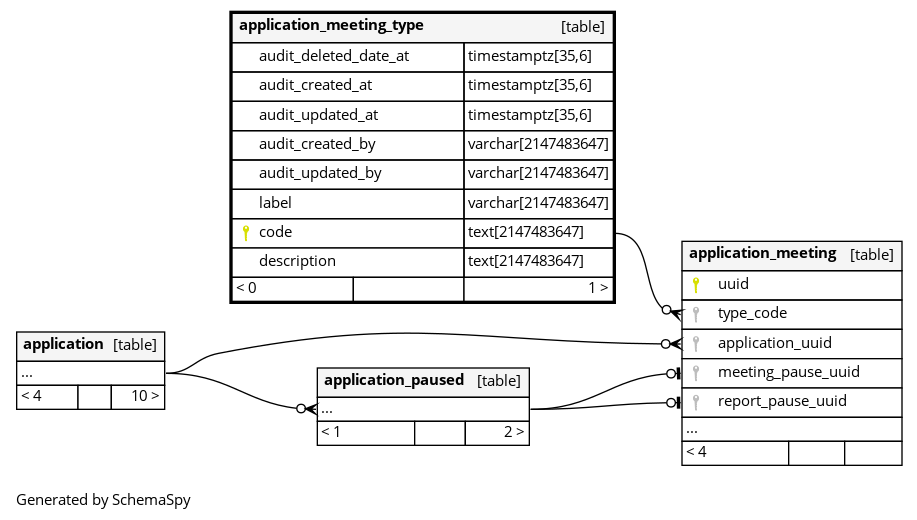 application_meeting_type [table]
audit_deleted_date_at timestamptz[35,6]
audit_created_at timestamptz[35,6]
audit_updated_at timestamptz[35,6]
audit_created_by varchar[2147483647]
audit_updated_by varchar[2147483647]
label varchar[2147483647]
code text[2147483647]
description text[2147483647]
< 0 1 >
application_meeting [table]
uuid
type_code
application_uuid
meeting_pause_uuid
report_pause_uuid
...
< 4
application [table]
...
< 4 10 >
application_paused [table]
...
< 1 2 >
Generated by SchemaSpy